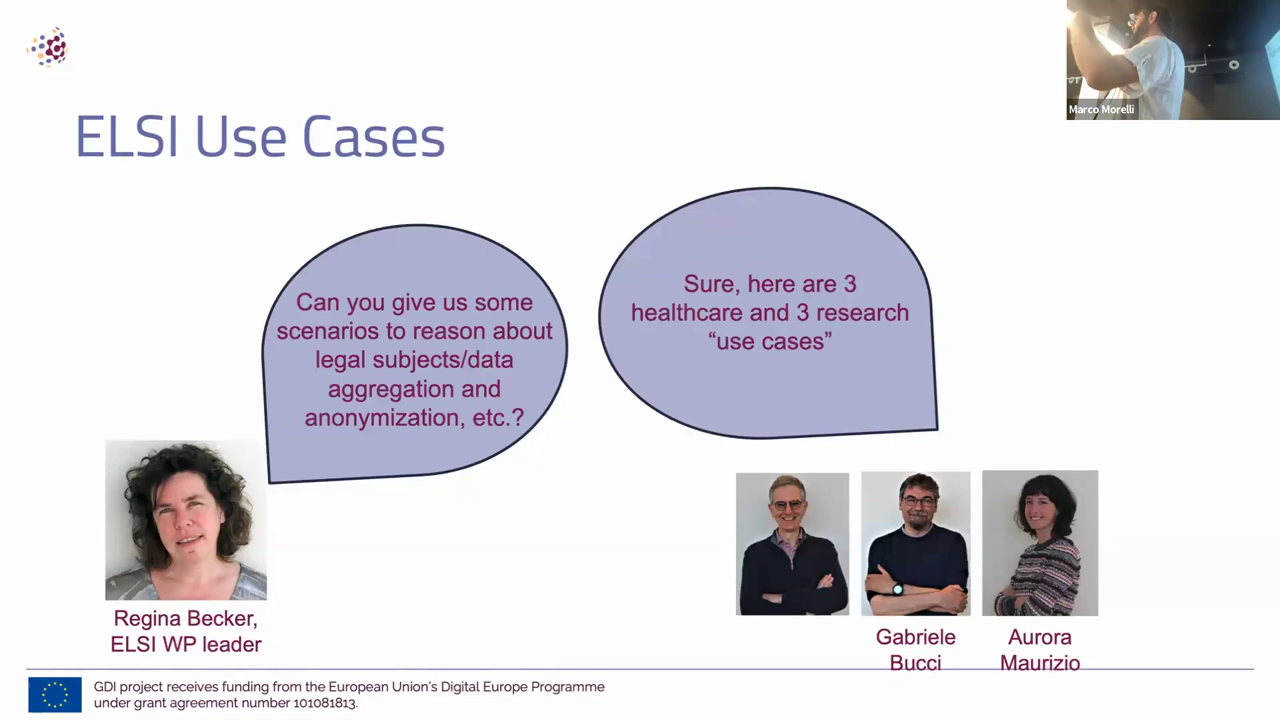 Marco Morelli
ELSI Use Cases
Can you give us some
scenarios to reason about
legal subjects/data
aggregation and
anonymization, etc.?
Sure, here are 3
healthcare and 3 research
“use cases”
Regina Becker,
ELSI WP leader
Gabriele
Bucci
Aurora
Maurizio
GDI project receives funding from the European Union's Digital Europe Programme
under grant agreement number 101081813.